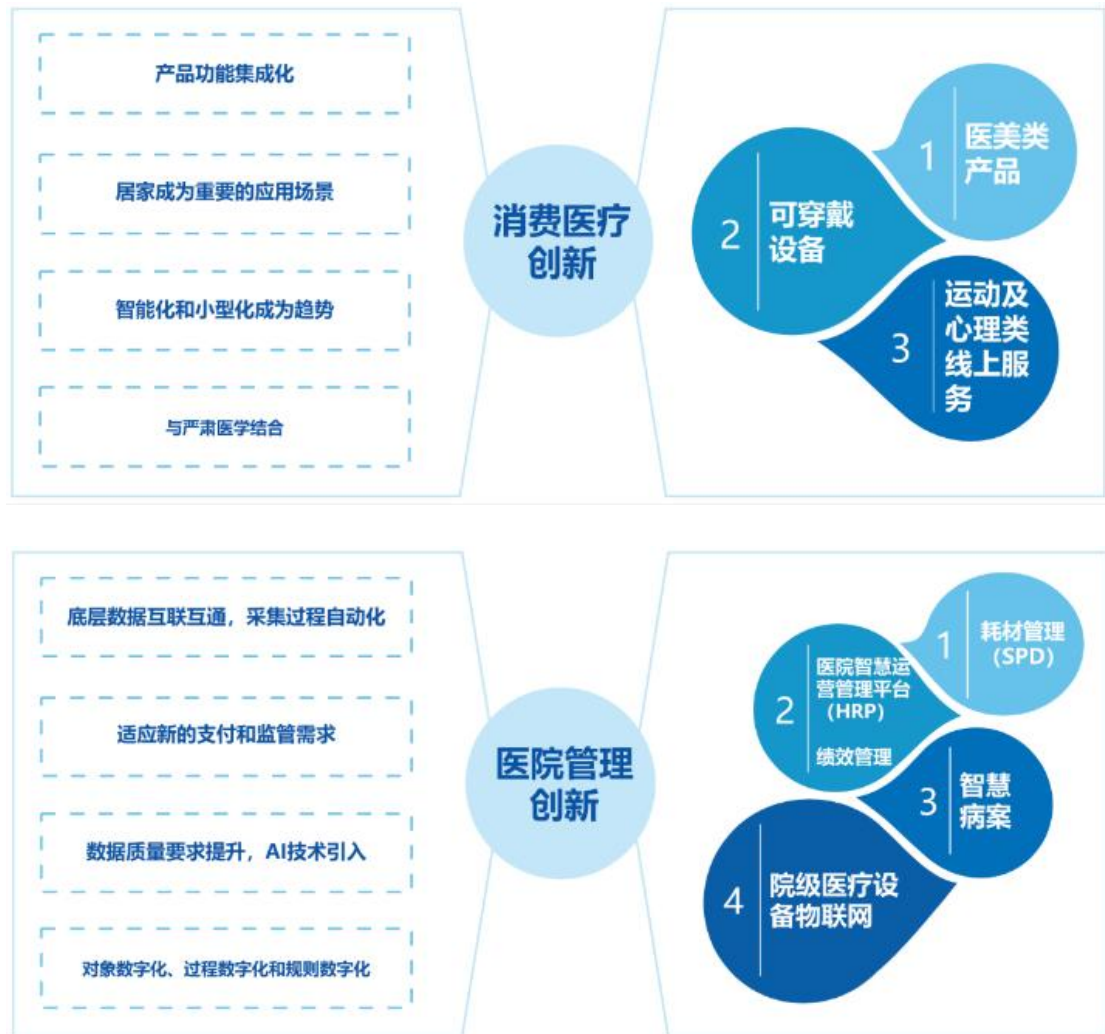 产品功能集成化
居家成为重要的应用场景
智能化和小型化成为趋势
与严肃医学结合
消费医疗
创新
1
医美类
产品
2
可穿戴
设备
3
运动及
心理类
线上服
务
底层数据互联互通，采集过程自动化
适应新的支付和监管需求
数据质量要求提升，AI技术引入
对象数字化、过程数字化和规则数字化
医院管理
创新
1
耗材管理
（SPD）
2
医院智慧运
营管理平台
（HRP）
绩效管理
3
智慧
病案
4
院级医疗设
备物联网